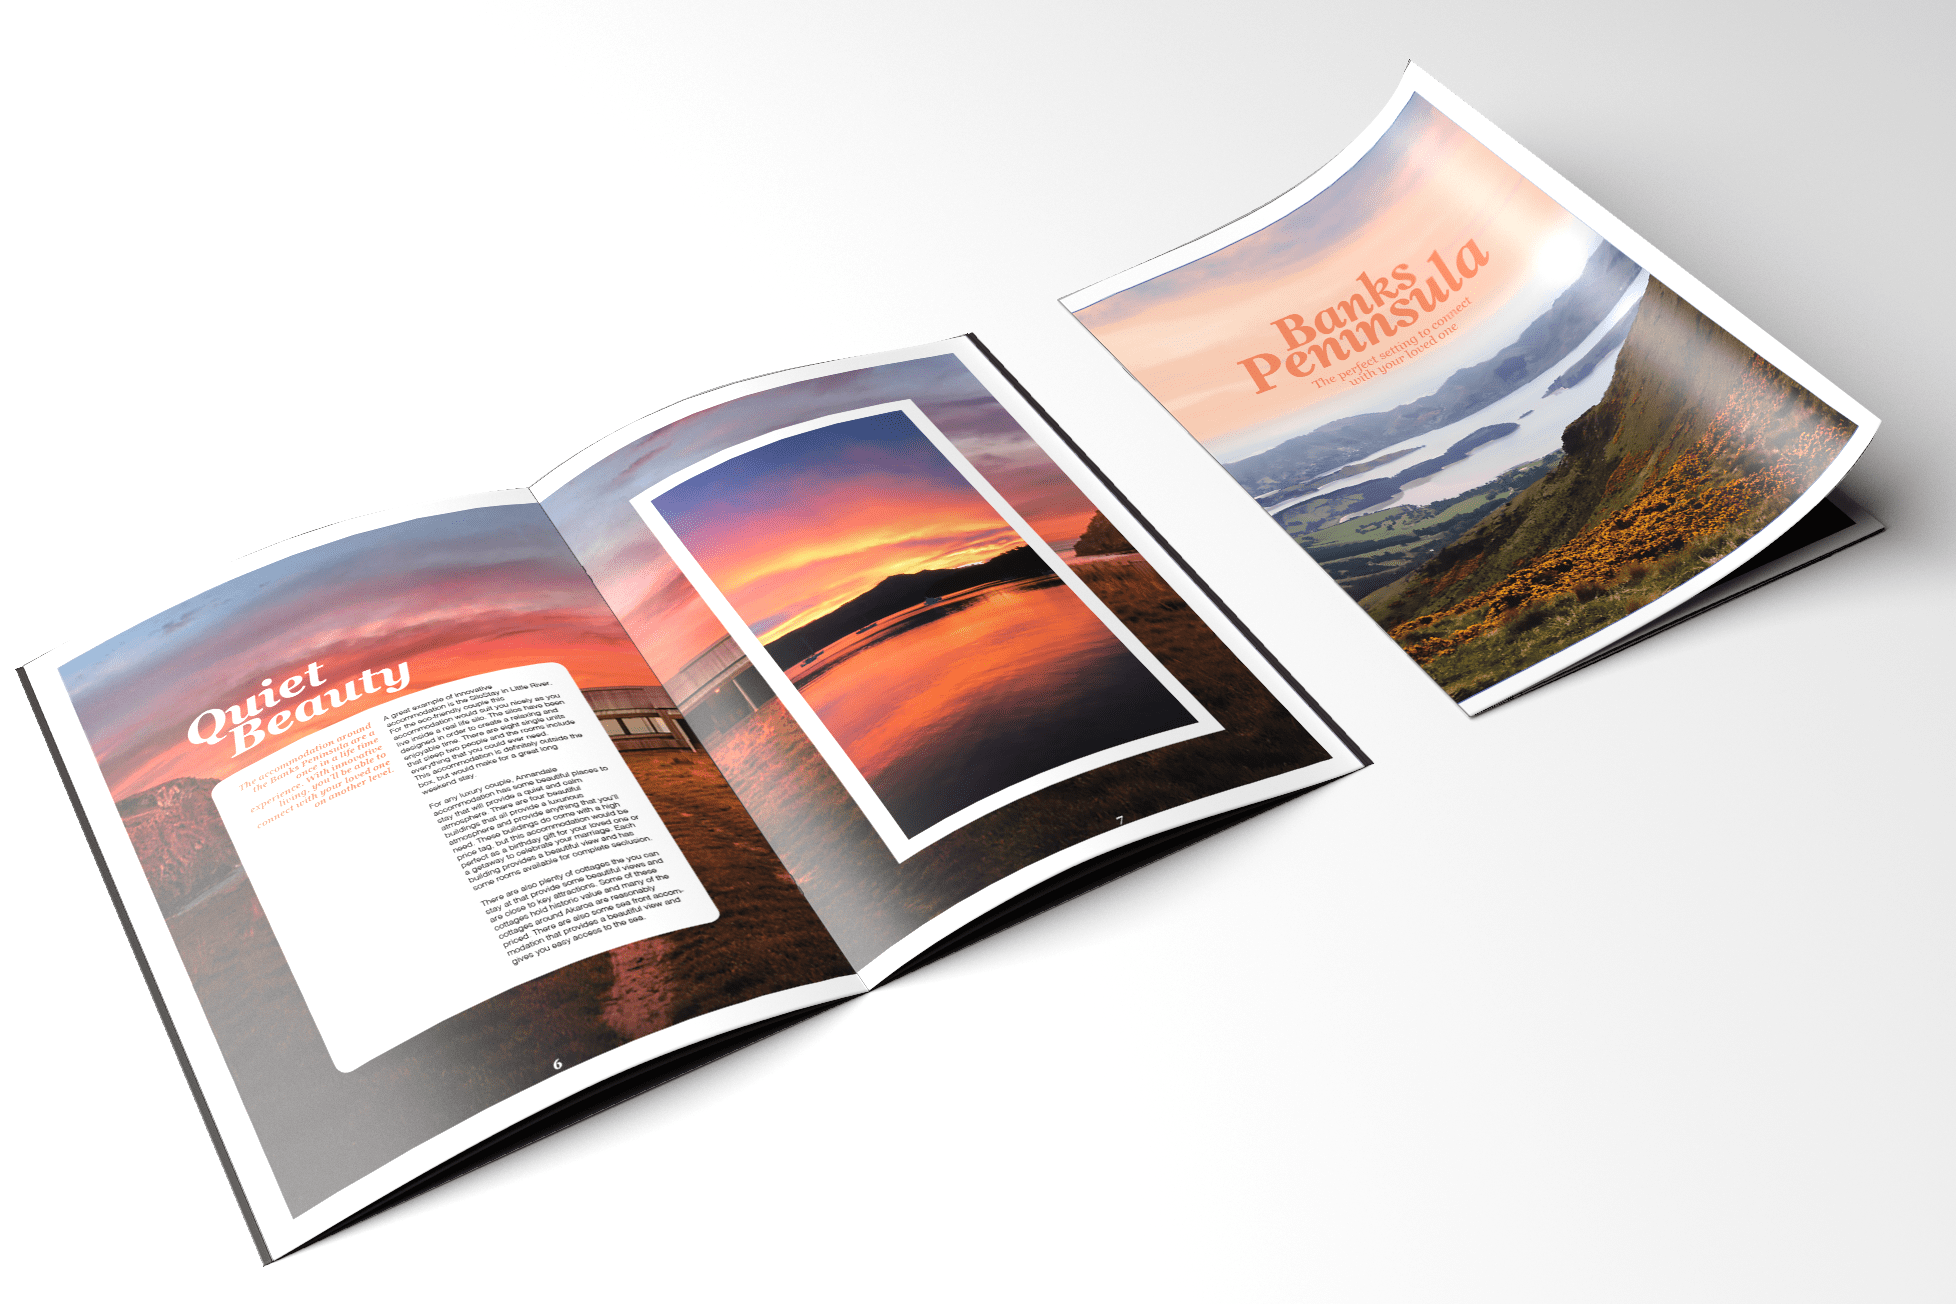 Quiet
Beauty
The accommodation around
the Banks Peninsula are a
once in a life time
experience. With innovative
living, you'll be able to
connect with your loved one
on another level.
A great example of innovative
accommodation is the SiloStay in Little River.
For the eco-friendly couple this
accommodation would suit you nicely as you
live inside a real life silo. The silos have been
designed in order to create a relaxing and
enjoyable time. There are eight single units
that sleep two people and the rooms include
everything that you could ever need.
This accommodation is definitely outside the
box, but would make for a great long
weekend stay.
For any luxury couple, Annandale
accommodation has some beautiful places to
stay that will provide a quiet and calm
atmosphere. There are four beautiful
buildings that all provide a luxurious
atmosphere and provide anything that you'll
need. These buildings do come with a high
price tag, but this accommodation would be
perfect as a birthday gift for your loved one or
a getaway to celebrate your marriage. Each
building provides a beautiful view and has
some rooms available for complete seclusion.
There are also plenty of cottages the you can
stay at that provide some beautiful views and
are close to key attractions. Some of these
cottages hold historic value and many of the
cottages around Akaroa are reasonably
priced. There are also some sea front accom-
modation that provides a beautiful view and
gives you easy access to the sea.
6
7
Banks
Peninsula
The perfect setting to connect
with your loved one